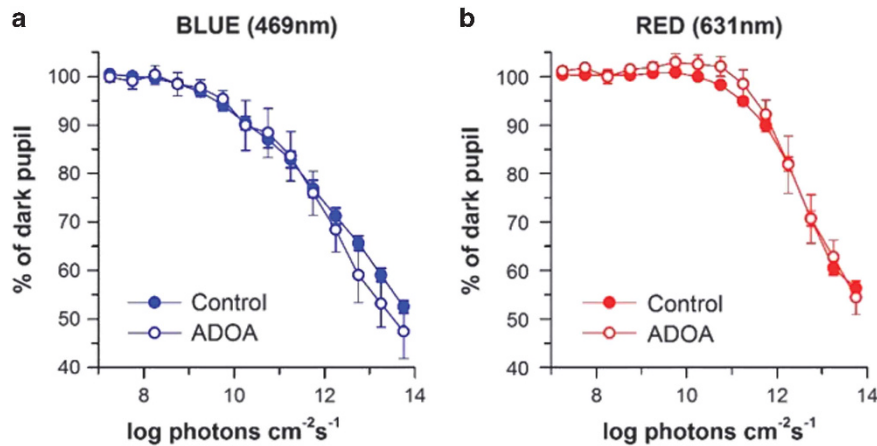 a
BLUE (469nm)
% of dark pupil
100
90
80
70
60
50
40
Control
ADOA
8
10
12
14
log photons cm⁻²s⁻¹
b
RED (631nm)
% of dark pupil
100
90
80
70
60
50
40
Control
ADOA
8
10
12
14
log photons cm⁻²s⁻¹